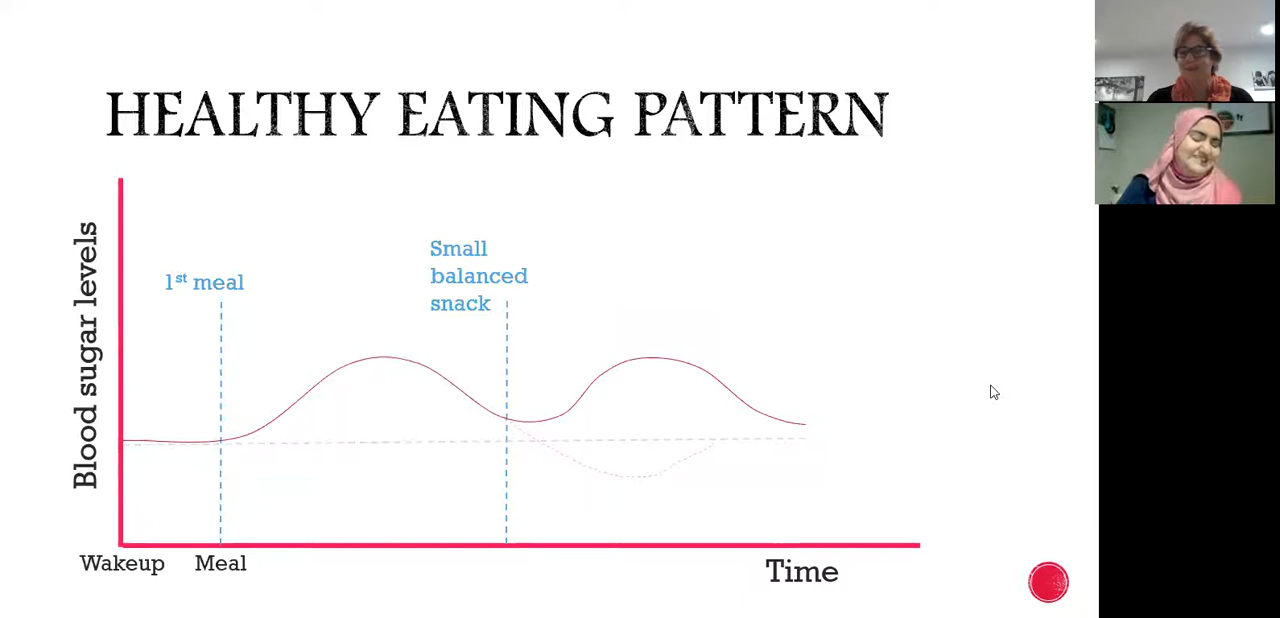 HEALTHY EATING PATTERN
Blood sugar levels
1st meal
Small
balanced
snack
Wakeup
Meal
Time